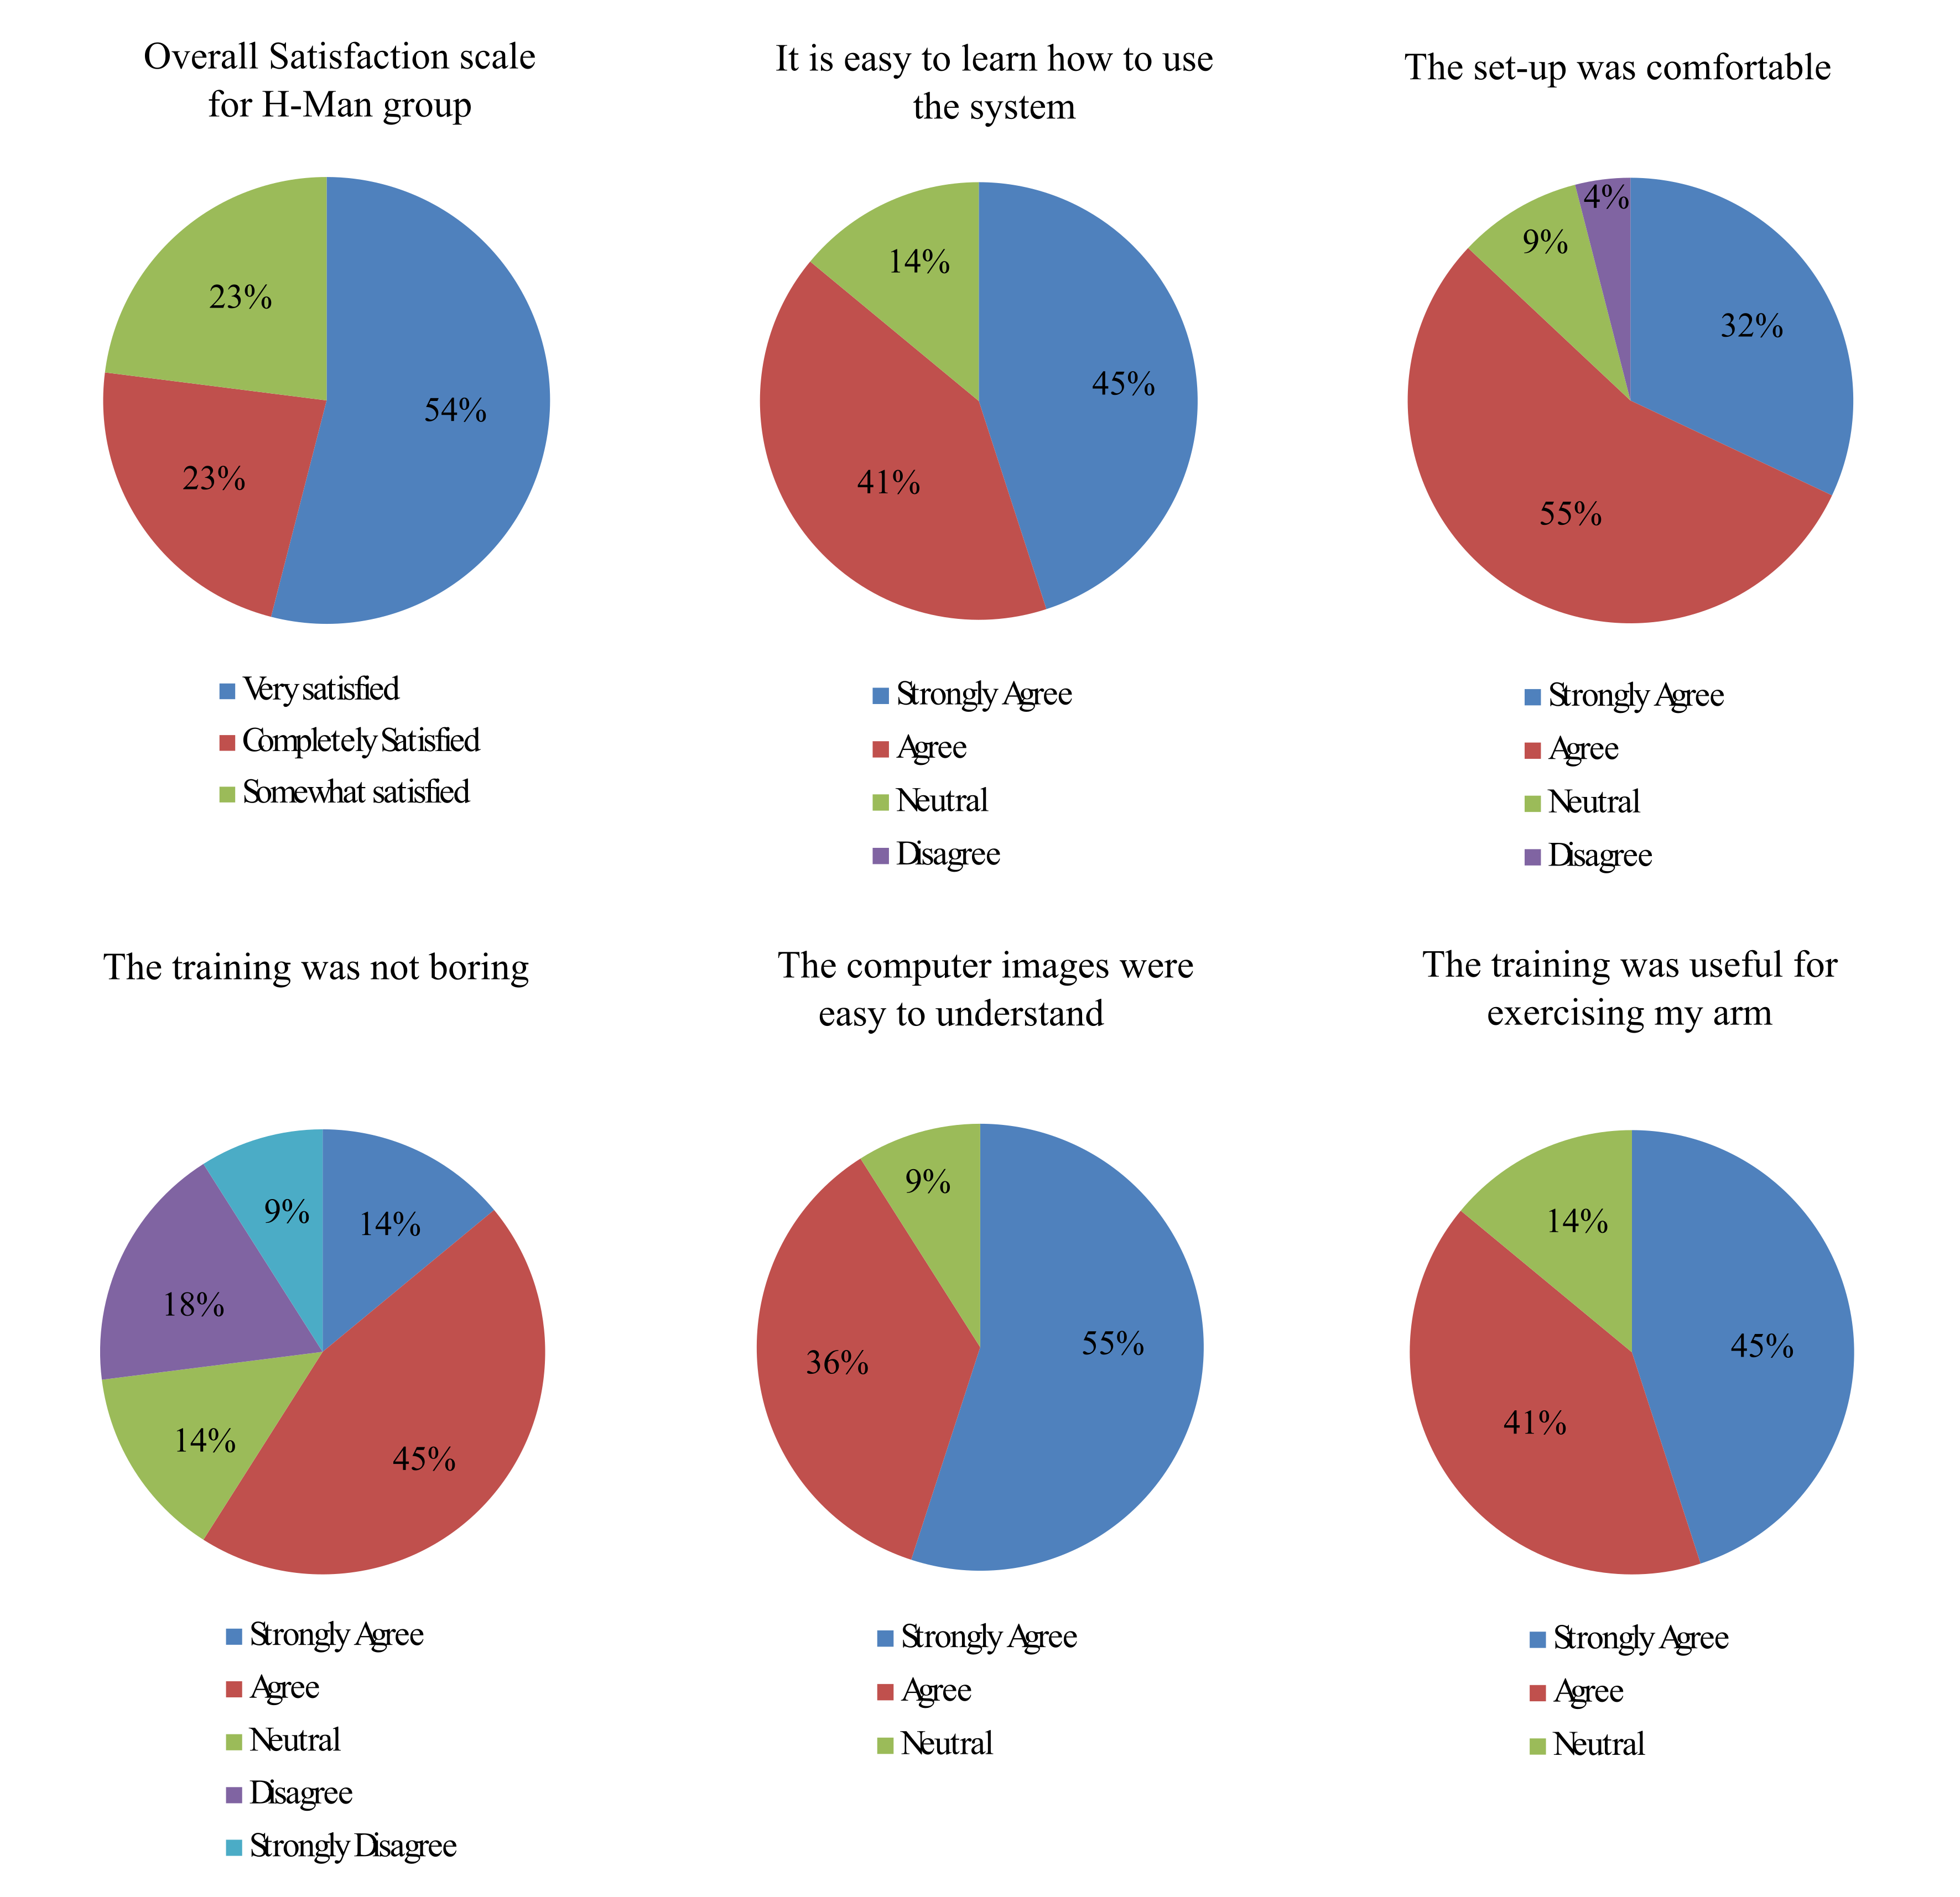 Overall Satisfaction scale
for H-Man group
23%
54%
23%
Very satisfied
Completely Satisfied
Somewhat satisfied
It is easy to learn how to use
the system
14%
45%
41%
Strongly Agree
Agree
Neutral
Disagree
The set-up was comfortable
4%
9%
32%
55%
Strongly Agree
Agree
Neutral
Disagree
The training was not boring
9%
14%
18%
14%
45%
Strongly Agree
Agree
Neutral
Disagree
Strongly Disagree
The computer images were
easy to understand
9%
55%
36%
Strongly Agree
Agree
Neutral
The training was useful for
exercising my arm
14%
45%
41%
Strongly Agree
Agree
Neutral